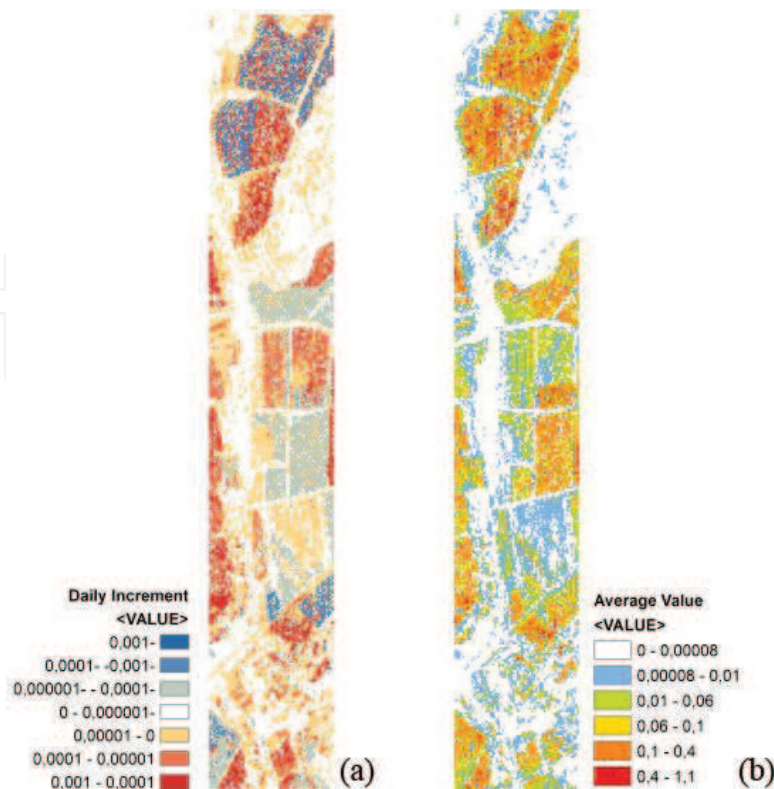 Daily Increment
<VALUE>
0,001-
0,0001- -0,001-
0,000001- -0,0001-
0 - 0,000001-
0,00001 - 0
0,0001 - 0,00001
0,001 - 0,0001
(a)
Average Value
<VALUE>
0 - 0,00008
0,00008 - 0,01
0,01 - 0,06
0,06 - 0,1
0,1 - 0,4
0,4 - 1,1
(b)